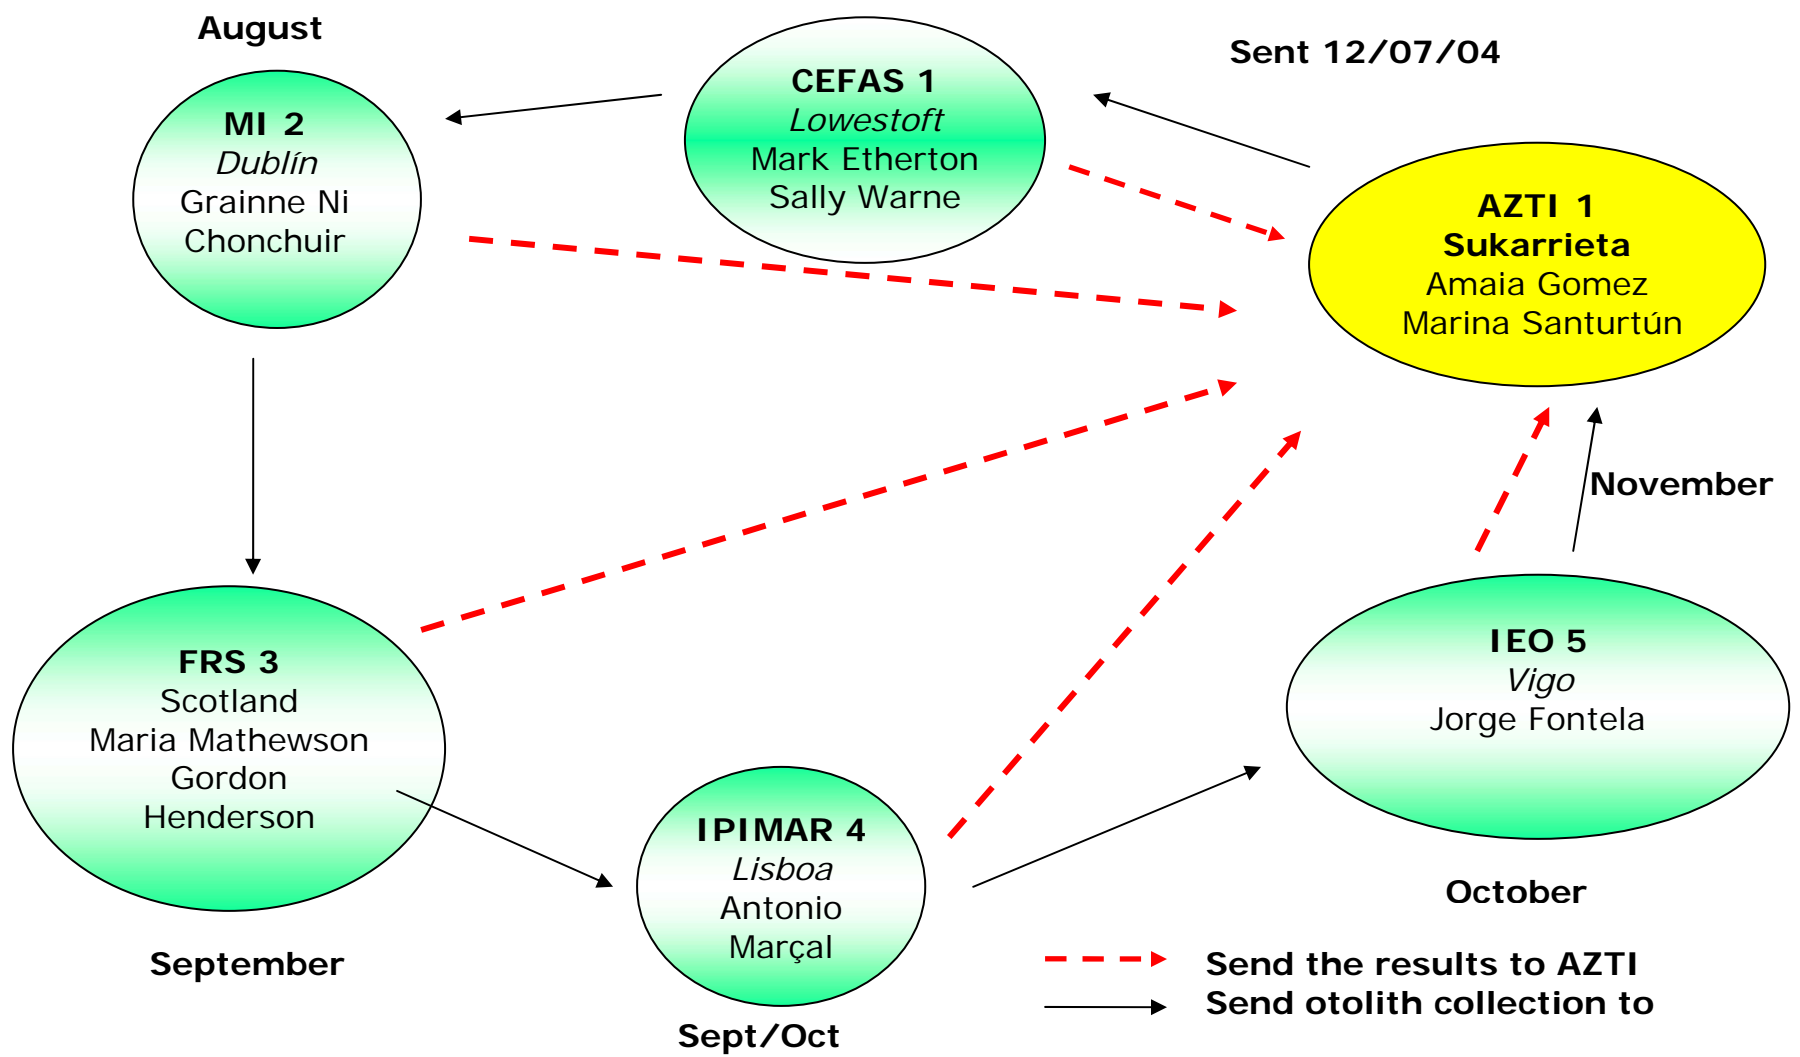 August
Sent 12/07/04
CEFAS 1
Lowestoft
Mark Etherton
Sally Warne
MI 2
Dublín
Grainne Ni
Chonchuir
AZTI 1
Sukarrieta
Amaia Gomez
Marina Santurtún
November
FRS 3
Scotland
Maria Mathewson
Gordon
Henderson
IEO 5
Vigo
Jorge Fontela
IPIMAR 4
Lisboa
Antonio
Marçal
October
September
Send the results to AZTI
Send otolith collection to
Sept/Oct